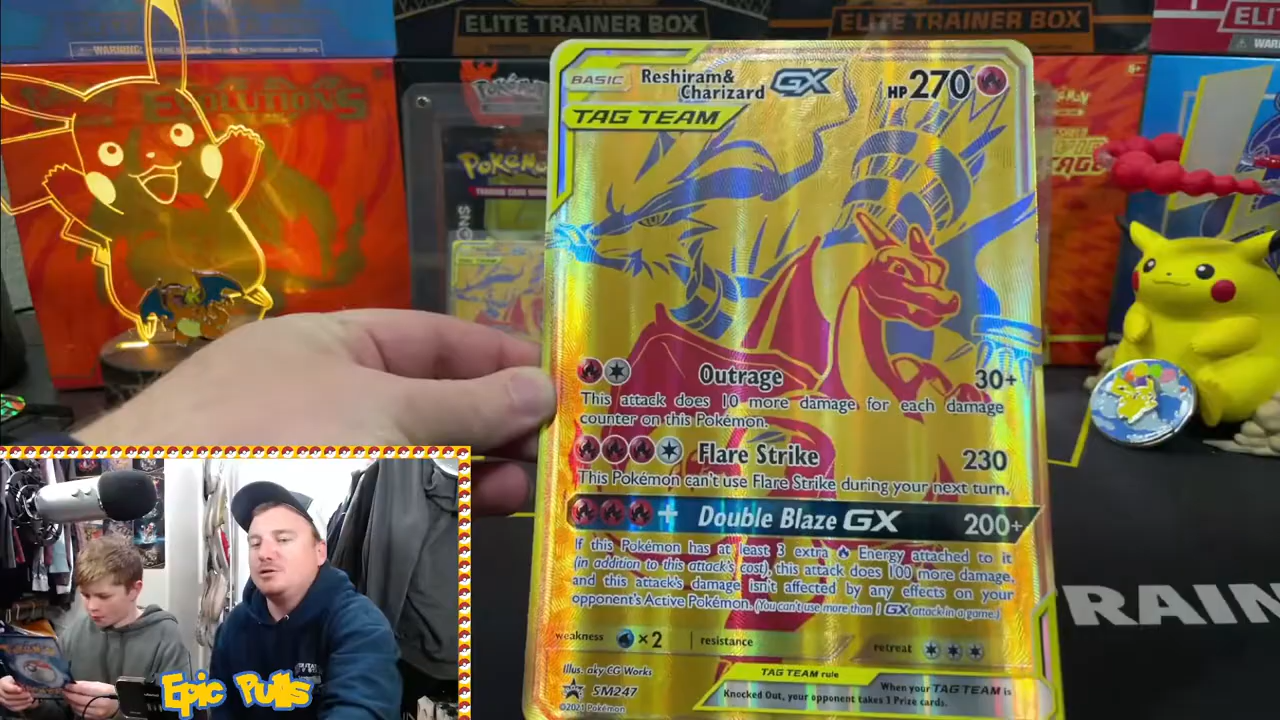 ELITE TRAINER BOX
ELITE TRAINER BOX
ELI
WARNING:
EVOLUTIONS
Pokémon
BASIC Reshiram& Charizard GX HP270
TAG TEAM
Outrage 30+
This attack does 10 more damage for each damage
counter on this Pokémon.
Flare Strike 230
This Pokémon can't use Flare Strike during your next turn.
Double Blaze GX 200+
If this Pokémon has at least 3 extra Energy attached to it
(in addition to this attack's cost), this attack does 100 more damage,
and this attack's damage isn't affected by any effects on your
opponent's Active Pokémon. (You can't use more than 1 GX attack in a game.)
weakness ×2 resistance retreat
Illus. aky CG Works
SM247
©2021 Pokémon
TAG TEAM rule
When your TAG TEAM is
Knocked Out, your opponent takes 3 Prize cards.
RAIN
Epic Pulls